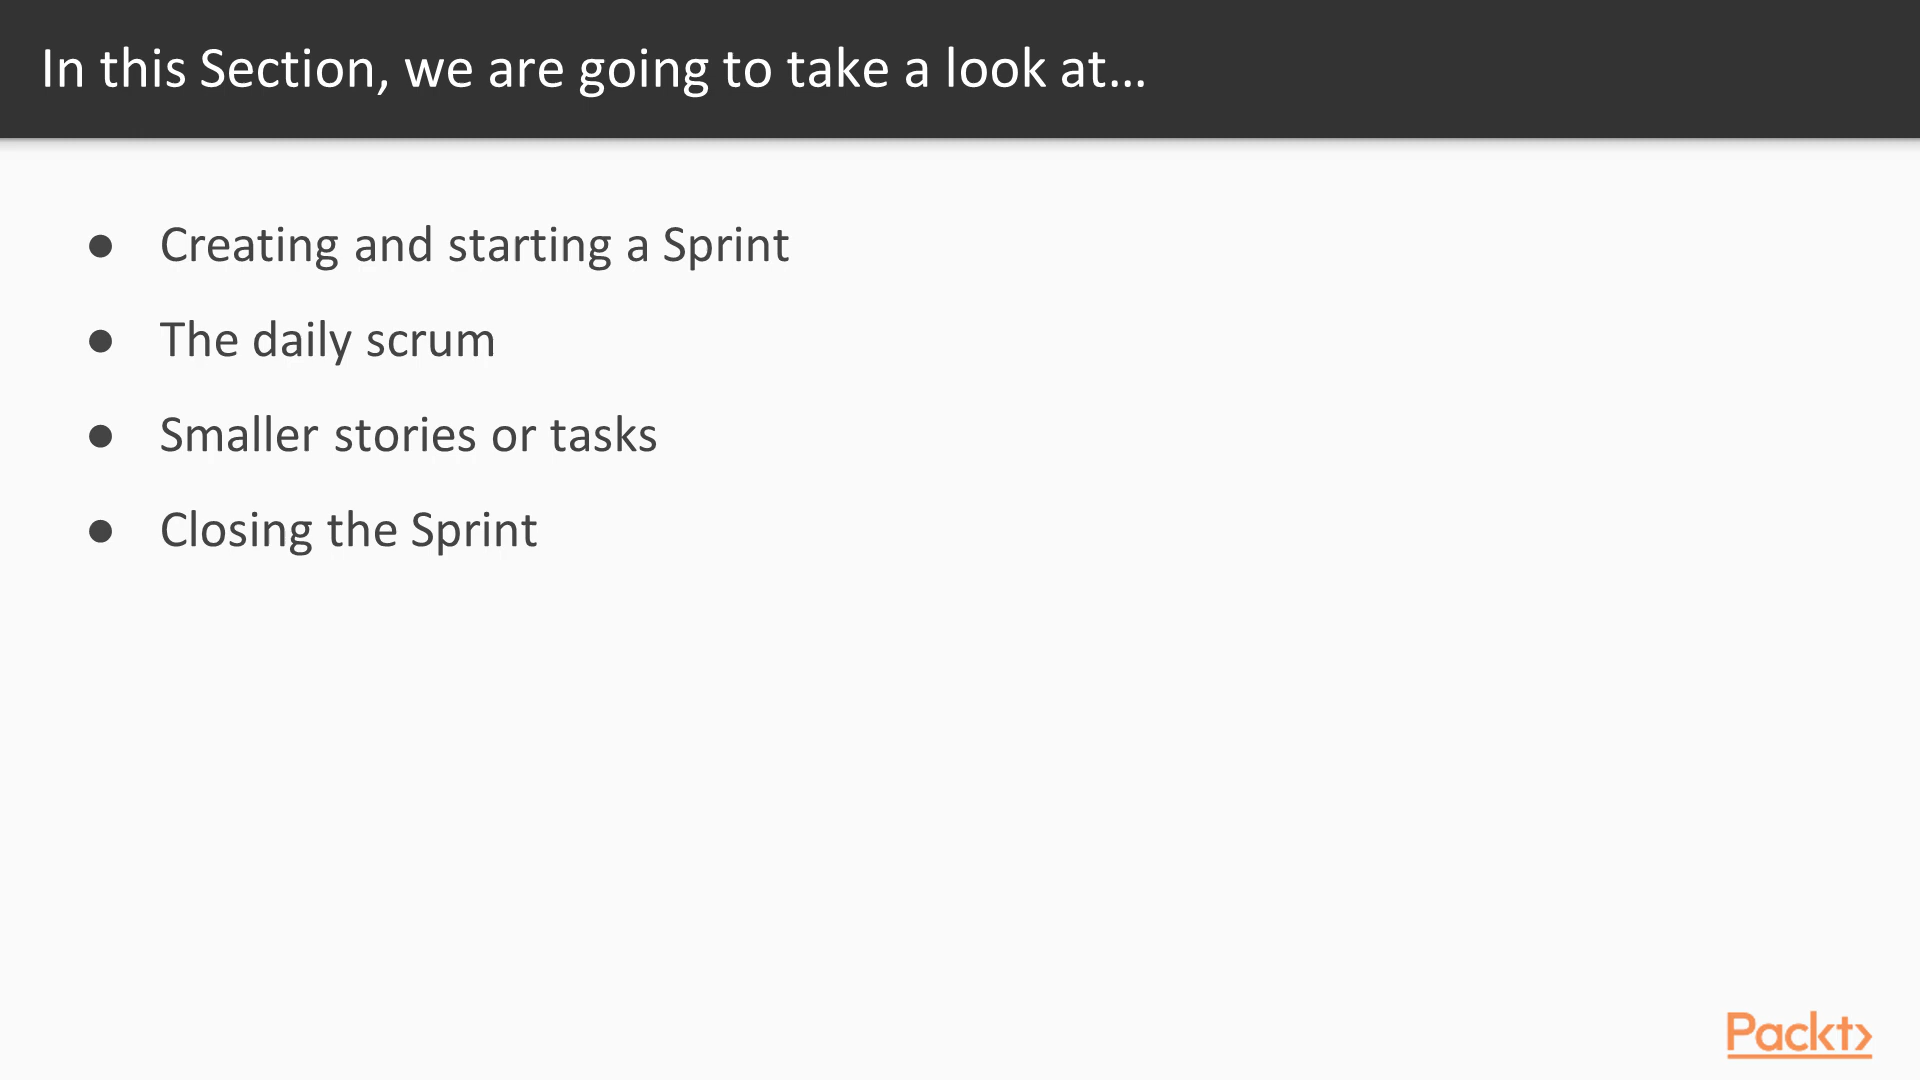 In this Section, we are going to take a look at...
● Creating and starting a Sprint
● The daily scrum
● Smaller stories or tasks
● Closing the Sprint
Packt>